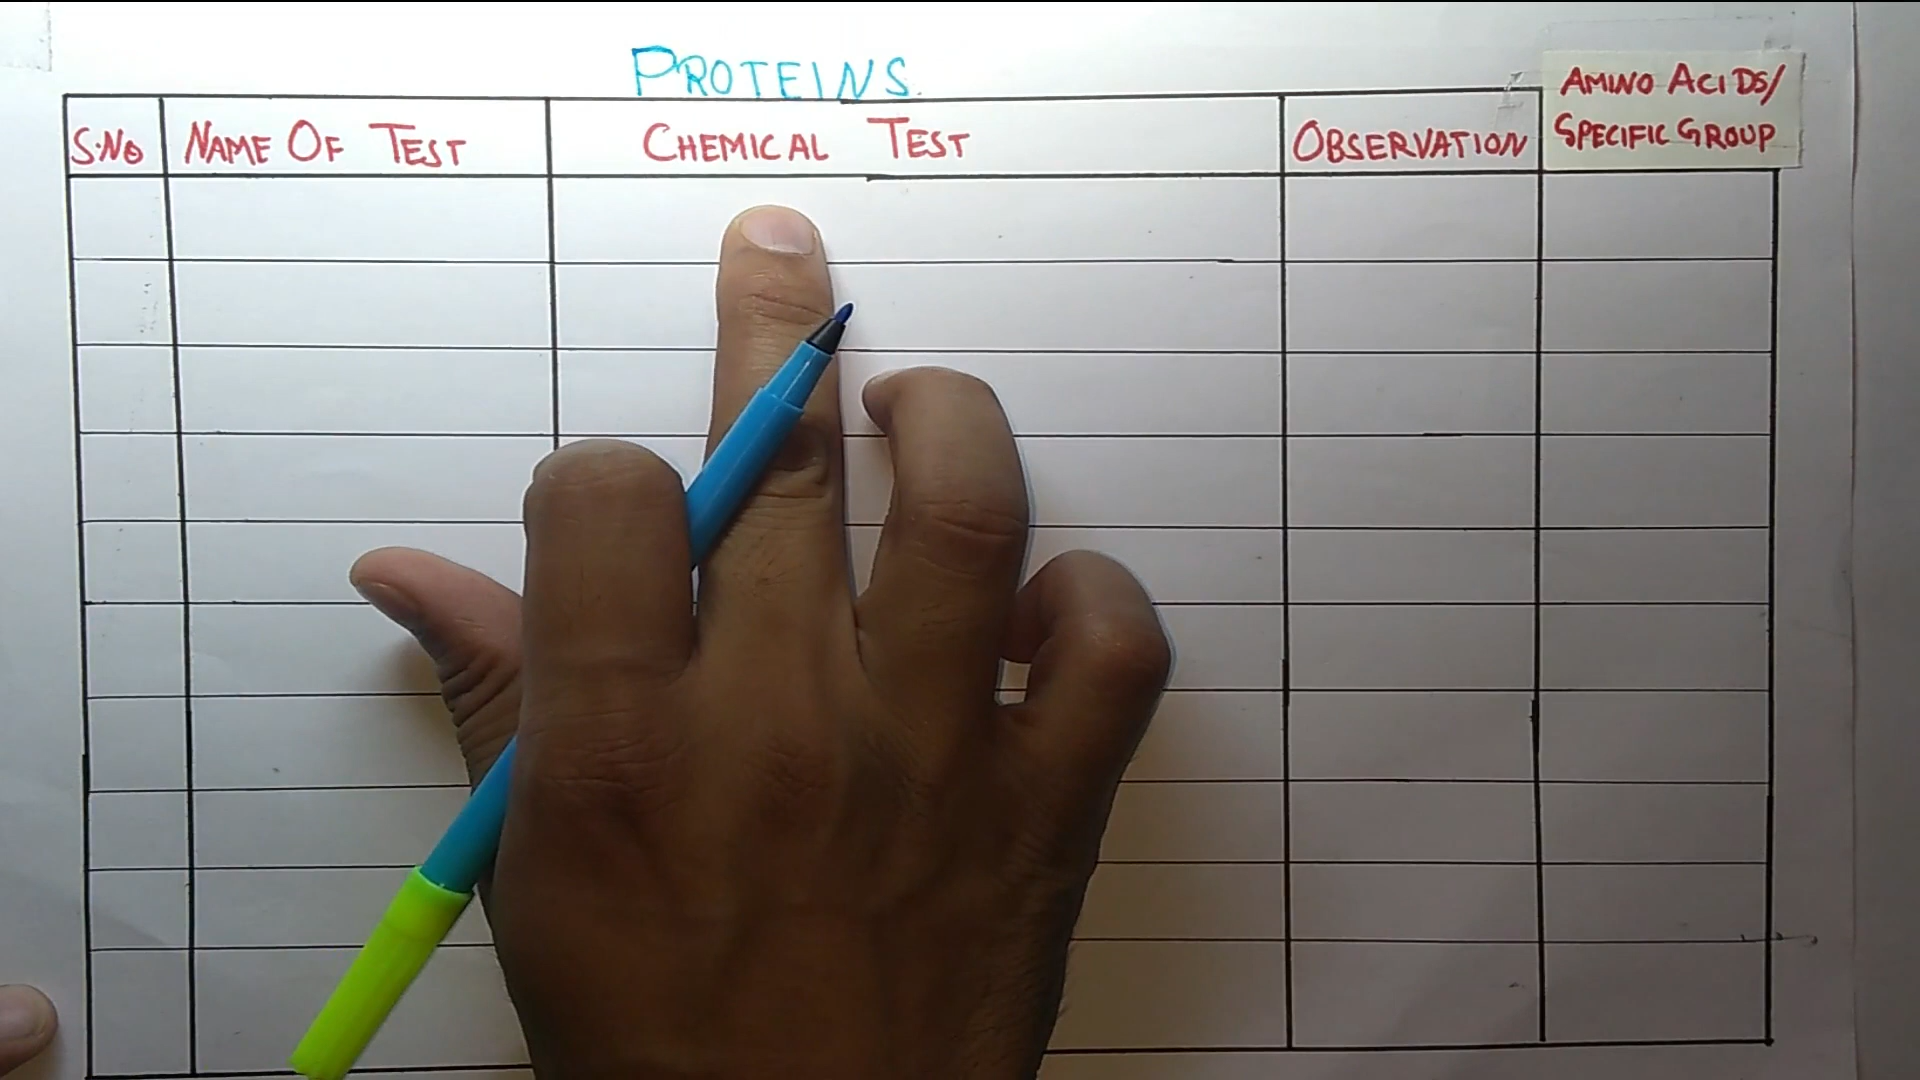 PROTEINS.
S.NO
NAME OF TEST
CHEMICAL TEST
OBSERVATION
AMINO ACIDS/
SPECIFIC GROUP